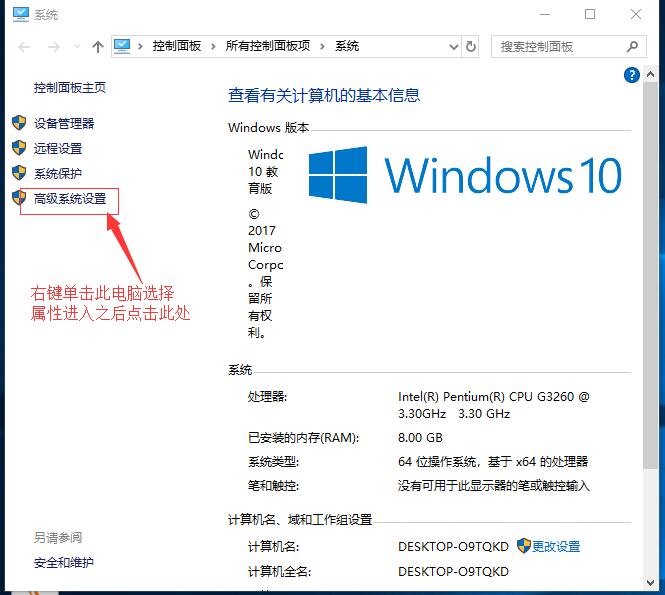 系统
控制面板 › 所有控制面板项 › 系统
搜索控制面板
控制面板主页
设备管理器
远程设置
系统保护
高级系统设置
右键单击此电脑选择
属性进入之后点击此处
另请参阅
安全和维护
查看有关计算机的基本信息
Windows 版本
Windc
10 教
育版
©
2017
Micro
Corpc
。保
留所
有权
利。
Windows 10
系统
处理器: Intel(R) Pentium(R) CPU G3260 @
3.30GHz 3.30 GHz
已安装的内存(RAM): 8.00 GB
系统类型: 64 位操作系统，基于 x64 的处理器
笔和触控: 没有可用于此显示器的笔或触控输入
计算机名、域和工作组设置
计算机名: DESKTOP-O9TQKD 更改设置
计算机全名: DESKTOP-O9TQKD